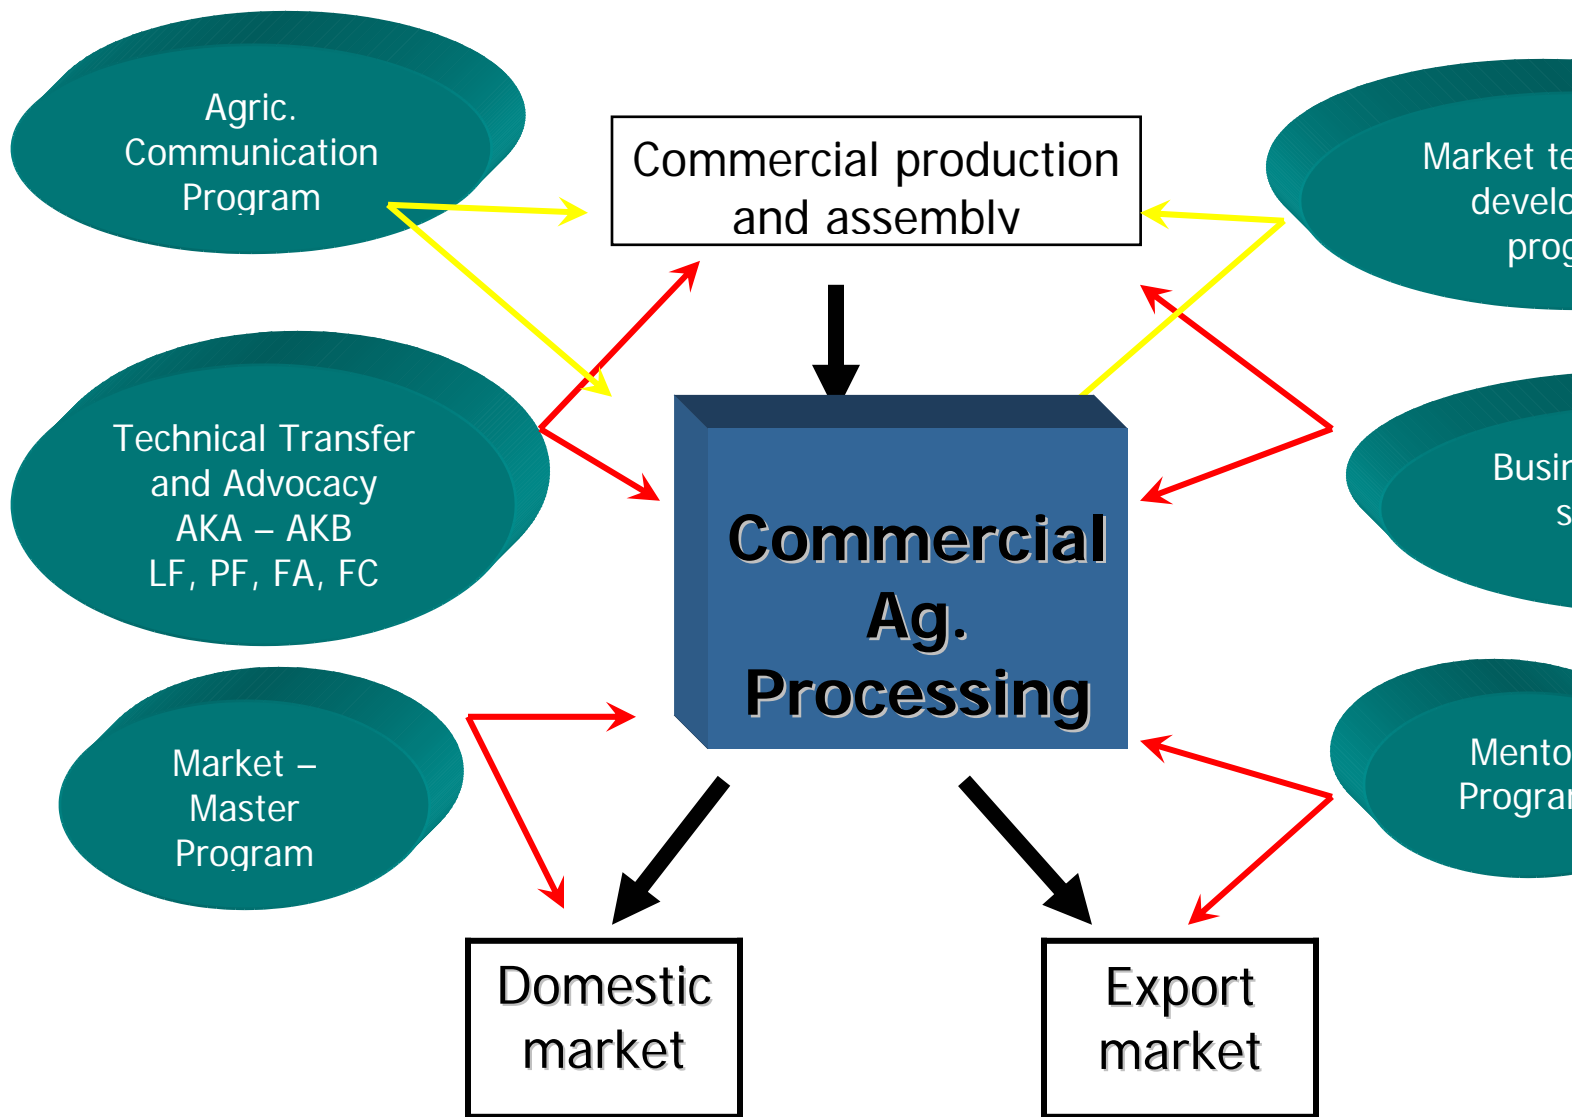 Agric.
Communication
Program
Commercial production
and assembly
Market
Technical Transfer
and Advocacy
AKA – AKB
LF, PF, FA, FC
Commercial
Ag.
Processing
Market –
Master
Program
Domestic
market
Export
market